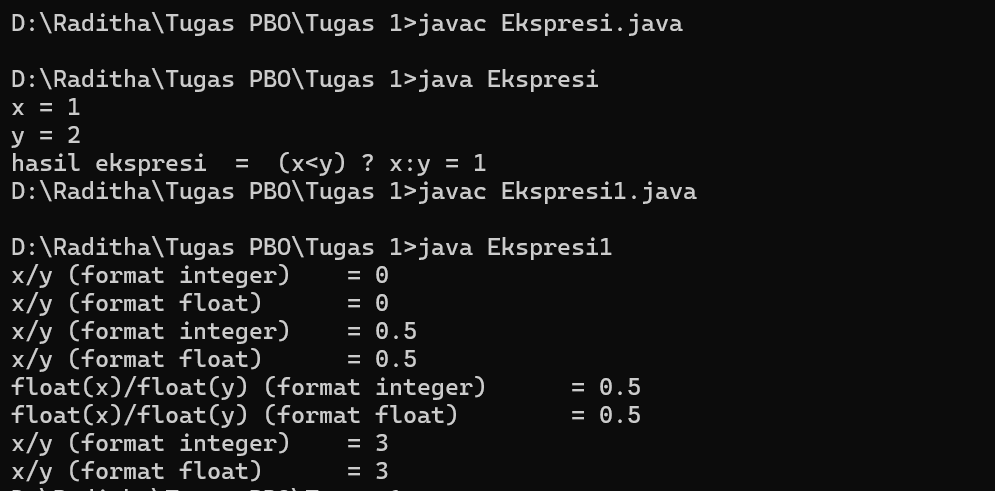 D:\Raditha\Tugas PBO\Tugas 1>javac Ekspresi.java
D:\Raditha\Tugas PBO\Tugas 1>java Ekspresi
x = 1
y = 2
hasil ekspresi  =  (x<y) ? x:y = 1
D:\Raditha\Tugas PBO\Tugas 1>javac Ekspresi1.java
D:\Raditha\Tugas PBO\Tugas 1>java Ekspresi1
x/y (format integer)    = 0
x/y (format float)      = 0
x/y (format integer)    = 0.5
x/y (format float)      = 0.5
float(x)/float(y) (format integer)      = 0.5
float(x)/float(y) (format float)        = 0.5
x/y (format integer)    = 3
x/y (format float)      = 3